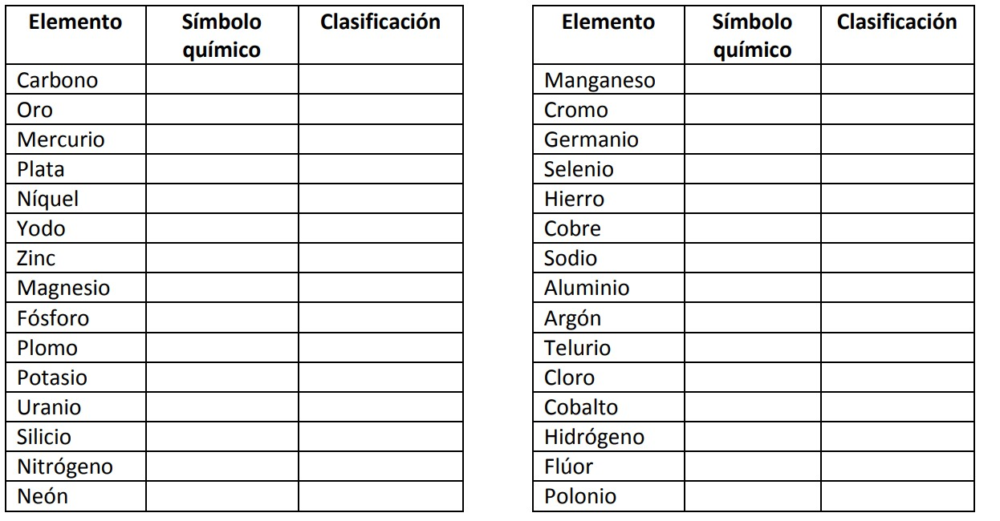 Elemento Símbolo químico Clasificación
Carbono
Oro
Mercurio
Plata
Níquel
Yodo
Zinc
Magnesio
Fósforo
Plomo
Potasio
Uranio
Silicio
Nitrógeno
Neón
Elemento Símbolo químico Clasificación
Manganeso
Cromo
Germanio
Selenio
Hierro
Cobre
Sodio
Aluminio
Argón
Telurio
Cloro
Cobalto
Hidrógeno
Flúor
Polonio